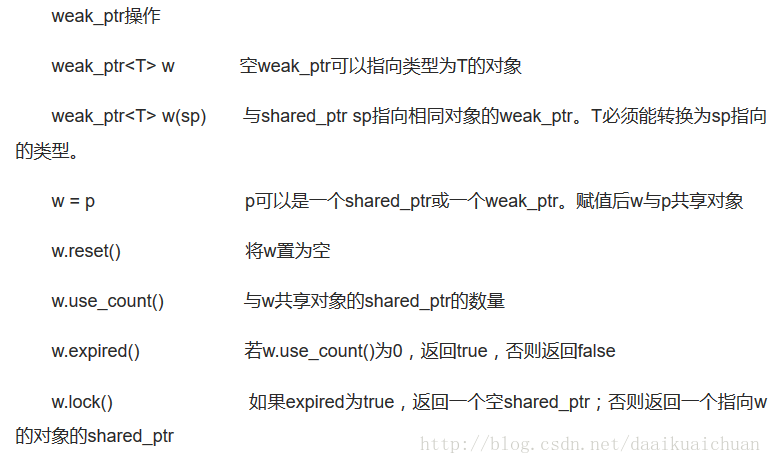 weak_ptr操作
weak_ptr<T> w 空weak_ptr可以指向类型为T的对象
weak_ptr<T> w(sp) 与shared_ptr sp指向相同对象的weak_ptr。T必须能转换为sp指向
的类型。
w = p p可以是一个shared_ptr或一个weak_ptr。赋值后w与p共享对象
w.reset() 将w置为空
w.use_count() 与w共享对象的shared_ptr的数量
w.expired() 若w.use_count()为0，返回true，否则返回false
w.lock() 如果expired为true，返回一个空shared_ptr；否则返回一个指向w
的对象的shared_ptr
http://blog.csdn.net/daaikuaichuan